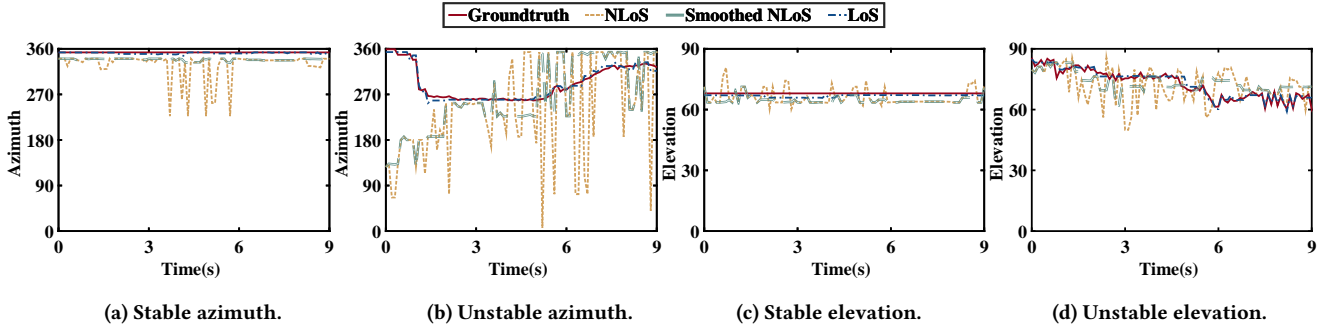 Groundtruth NLoS Smoothed NLoS LoS
360
270
180
90
0
Azimuth
0 3 6 9
Time(s)
(a) Stable azimuth.
360
270
180
90
0
Azimuth
0 3 6 9
Time(s)
(b) Unstable azimuth.
90
60
30
0
Elevation
0 3 6 9
Time(s)
(c) Stable elevation.
90
60
30
0
Elevation
0 3 6 9
Time(s)
(d) Unstable elevation.